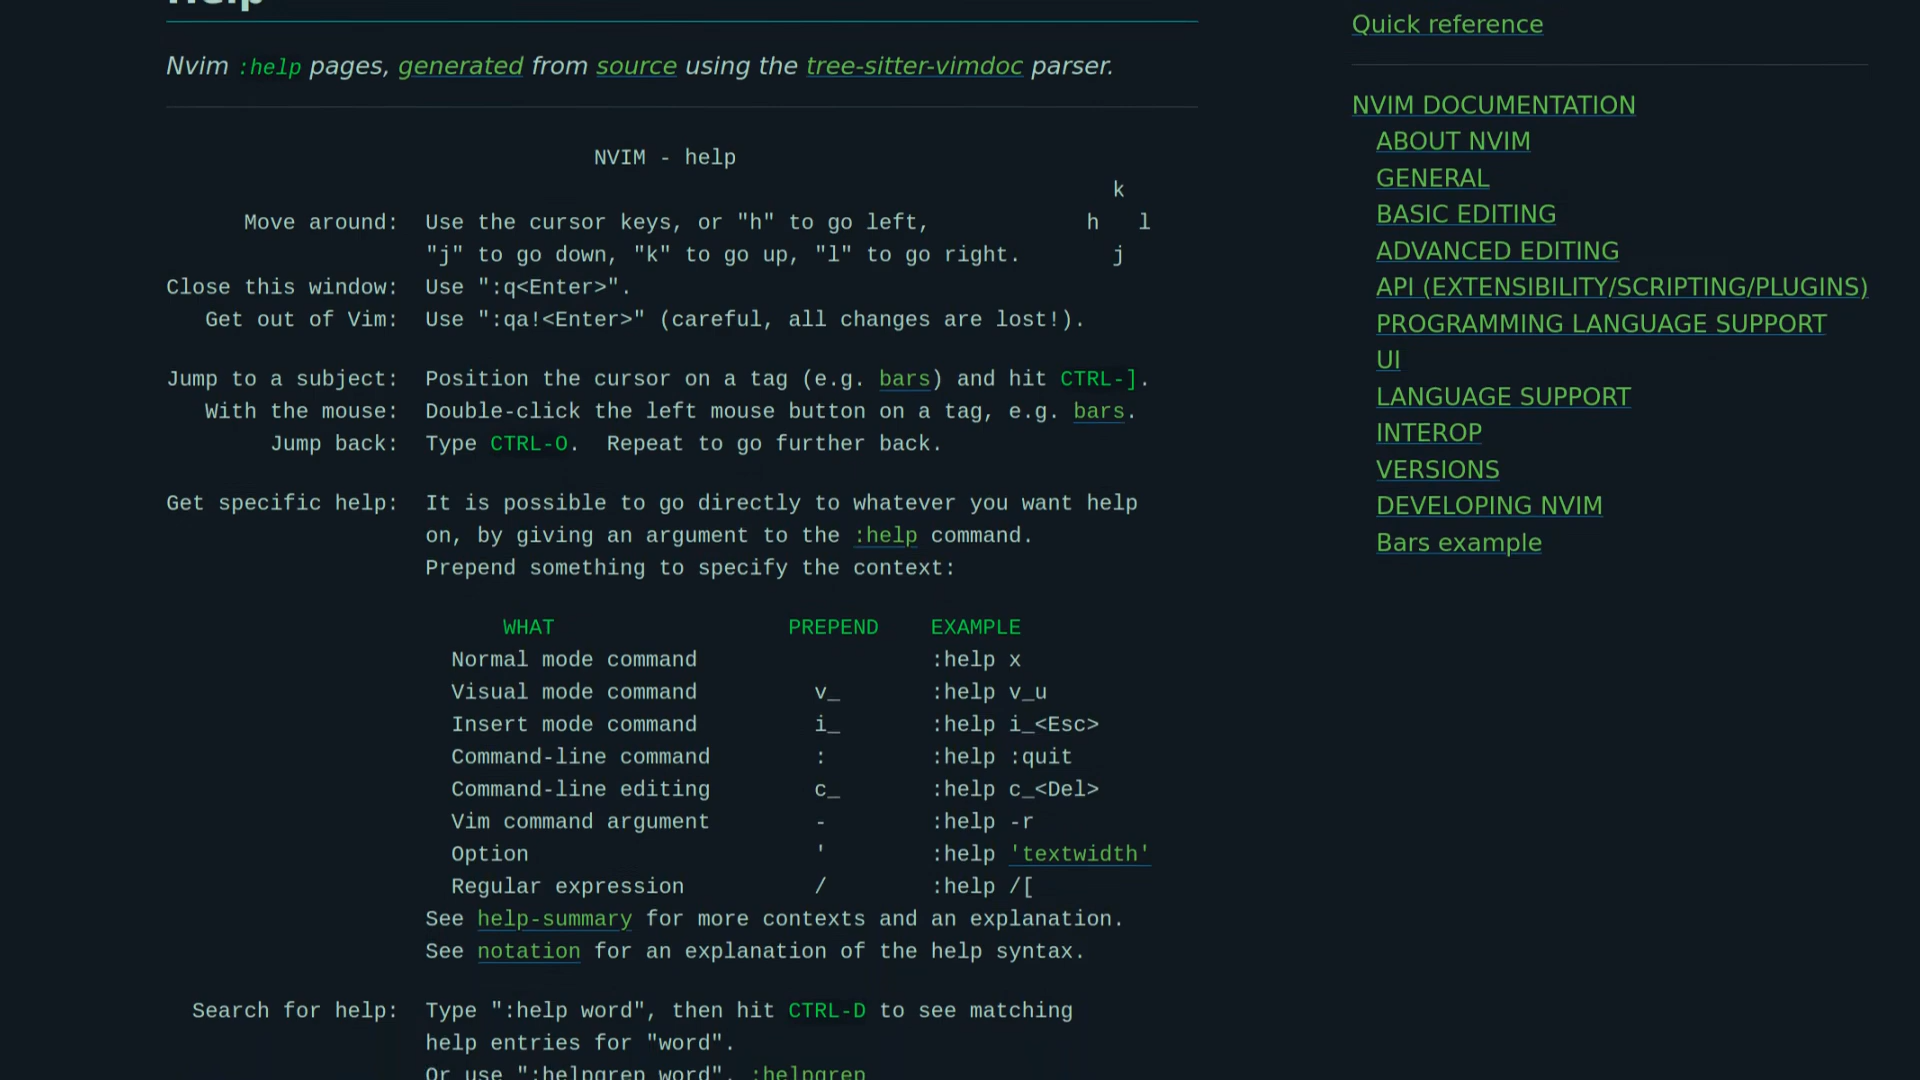 Help
Nvim :help pages, generated from source using the tree-sitter-vimdoc parser.
NVIM - help
k
Move around:  Use the cursor keys, or "h" to go left,            h   l
"j" to go down, "k" to go up, "l" to go right.       j
Close this window:  Use ":q<Enter>".
Get out of Vim:  Use ":qa!<Enter>" (careful, all changes are lost!).
Jump to a subject:  Position the cursor on a tag (e.g. bars) and hit CTRL-].
With the mouse:  Double-click the left mouse button on a tag, e.g. bars.
Jump back:  Type CTRL-O.  Repeat to go further back.
Get specific help:  It is possible to go directly to whatever you want help
on, by giving an argument to the :help command.
Prepend something to specify the context:
WHAT                  PREPEND    EXAMPLE
Normal mode command                  :help x
Visual mode command         v_       :help v_u
Insert mode command         i_       :help i_<Esc>
Command-line command        :        :help :quit
Command-line editing        c_       :help c_<Del>
Vim command argument        -        :help -r
Option                      '        :help 'textwidth'
Regular expression          /        :help /[
See help-summary for more contexts and an explanation.
See notation for an explanation of the help syntax.
Search for help:  Type ":help word", then hit CTRL-D to see matching
help entries for "word".
Or use ":helpgrep word". :helpgrep
Quick reference
NVIM DOCUMENTATION
ABOUT NVIM
GENERAL
BASIC EDITING
ADVANCED EDITING
API (EXTENSIBILITY/SCRIPTING/PLUGINS)
PROGRAMMING LANGUAGE SUPPORT
UI
LANGUAGE SUPPORT
INTEROP
VERSIONS
DEVELOPING NVIM
Bars example